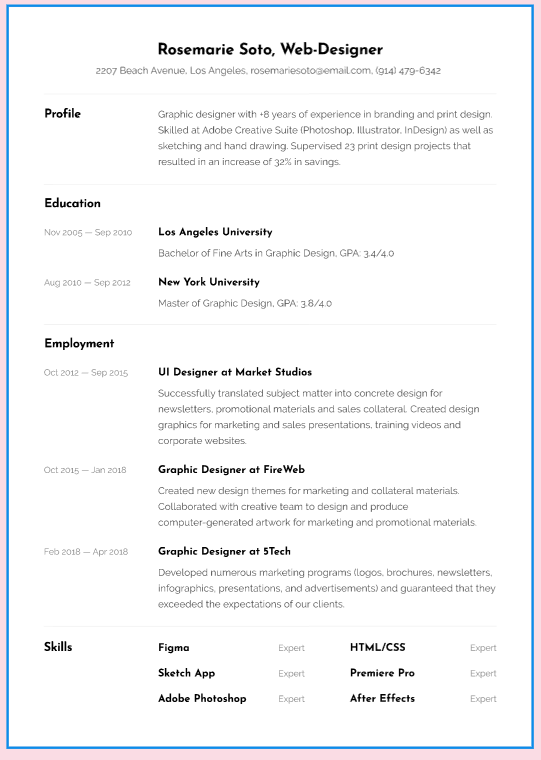 Rosemarie Soto, Web-Designer
2207 Beach Avenue, Los Angeles, rosemariesoto@email.com, (914) 479-6342
Profile
Graphic designer with +8 years of experience in branding and print design.
Skilled at Adobe Creative Suite (Photoshop, Illustrator, InDesign) as well as
sketching and hand drawing. Supervised 23 print design projects that
resulted in an increase of 32% in savings.
Education
Nov 2005 — Sep 2010 Los Angeles University
Bachelor of Fine Arts in Graphic Design, GPA: 3.4/4.0
Aug 2010 — Sep 2012 New York University
Master of Graphic Design, GPA: 3.8/4.0
Employment
Oct 2012 — Sep 2015 UI Designer at Market Studios
Successfully translated subject matter into concrete design for
newsletters, promotional materials and sales collateral. Created design
graphics for marketing and sales presentations, training videos and
corporate websites.
Oct 2015 — Jan 2018 Graphic Designer at FireWeb
Created new design themes for marketing and collateral materials.
Collaborated with creative team to design and produce
computer-generated artwork for marketing and promotional materials.
Feb 2018 — Apr 2018 Graphic Designer at 5Tech
Developed numerous marketing programs (logos, brochures, newsletters,
infographics, presentations, and advertisements) and guaranteed that they
exceeded the expectations of our clients.
Skills
Figma Expert HTML/CSS Expert
Sketch App Expert Premiere Pro Expert
Adobe Photoshop Expert After Effects Expert